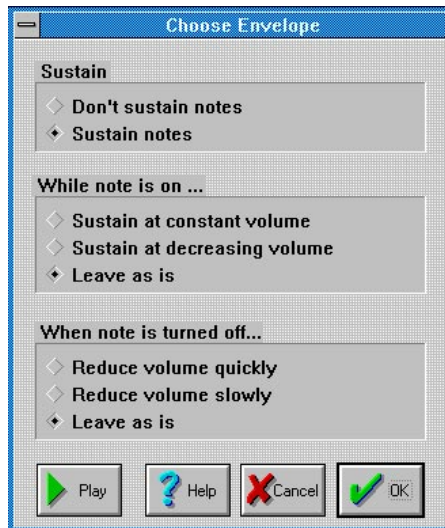 Choose Envelope
Sustain
Don't sustain notes
Sustain notes
While note is on ...
Sustain at constant volume
Sustain at decreasing volume
Leave as is
When note is turned off...
Reduce volume quickly
Reduce volume slowly
Leave as is
Play Help Cancel OK